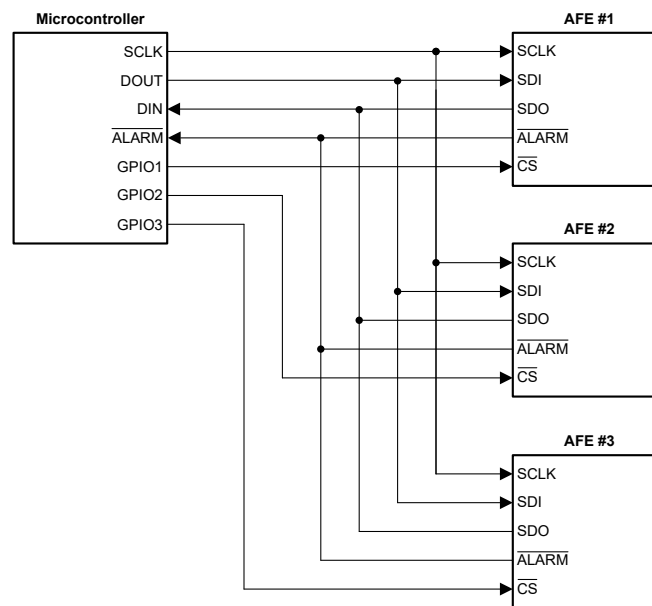 Microcontroller
SCLK
DOUT
DIN
ALARM
GPIO1
GPIO2
GPIO3
AFE #1
SCLK
SDI
SDO
ALARM
CS
AFE #2
SCLK
SDI
SDO
ALARM
CS
AFE #3
SCLK
SDI
SDO
ALARM
CS